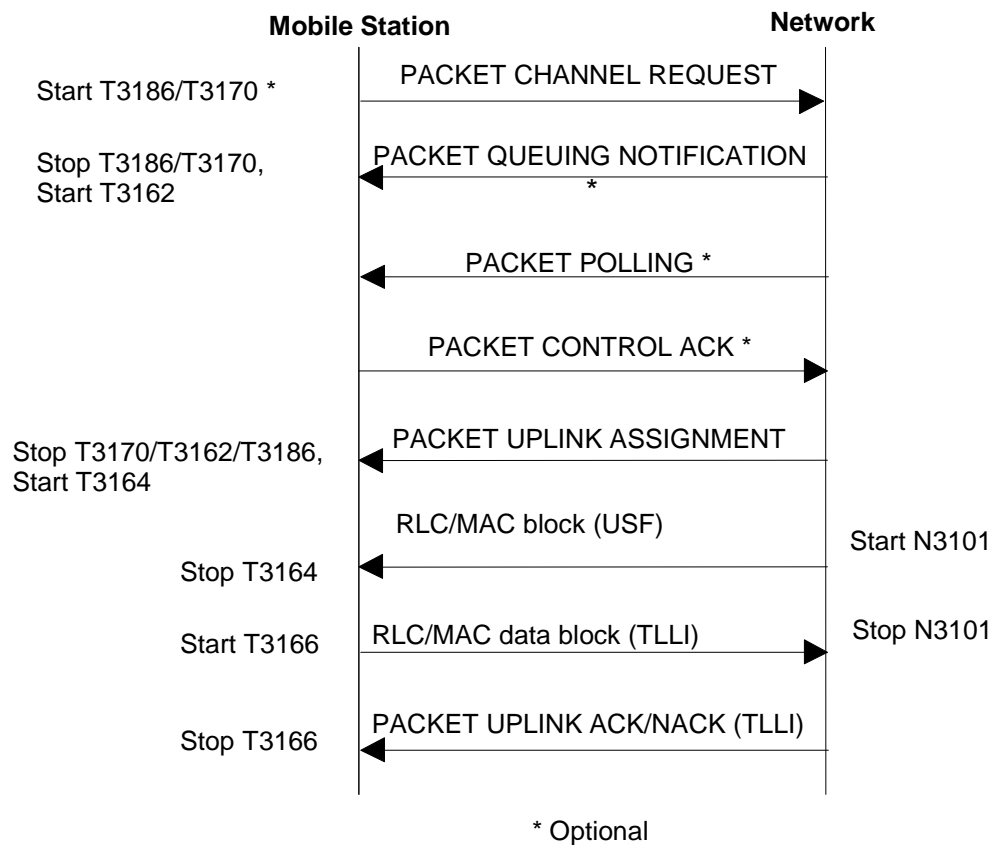 Mobile Station
Network
Start T3186/T3170 *
PACKET CHANNEL REQUEST
Stop T3186/T3170,
Start T3162
PACKET QUEUING NOTIFICATION
*
PACKET POLLING *
PACKET CONTROL ACK *
Stop T3170/T3162/T3186,
Start T3164
PACKET UPLINK ASSIGNMENT
RLC/MAC block (USF)
Start N3101
Stop T3164
Start T3166
RLC/MAC data block (TLLI)
Stop N3101
PACKET UPLINK ACK/NACK (TLLI)
Stop T3166
* Optional